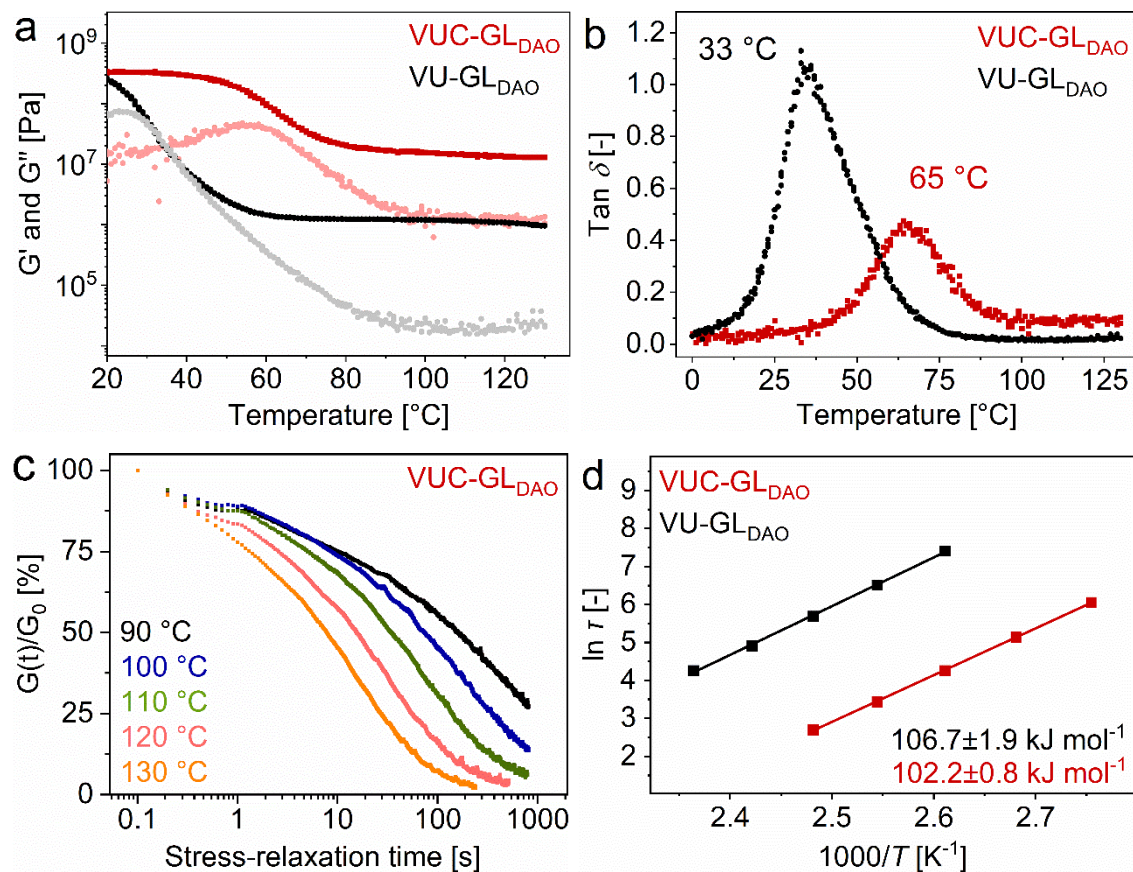 a
VUC-GL_DAO
VU-GL_DAO
10⁹
10⁷
10⁵
G' and G'' [Pa]
20 40 60 80 100 120
Temperature [°C]
b
VUC-GL_DAO
VU-GL_DAO
33 °C
65 °C
1.2
1.0
0.8
0.6
0.4
0.2
0.0
Tan δ [-]
0 25 50 75 100 125
Temperature [°C]
c
VUC-GL_DAO
100
75
50
25
0
G(t)/G₀ [%]
90 °C
100 °C
110 °C
120 °C
130 °C
0.1 1 10 100 1000
Stress-relaxation time [s]
d
VUC-GL_DAO
VU-GL_DAO
9
8
7
6
5
4
3
2
ln τ [-]
106.7±1.9 kJ mol⁻¹
102.2±0.8 kJ mol⁻¹
2.4 2.5 2.6 2.7
1000/T [K⁻¹]